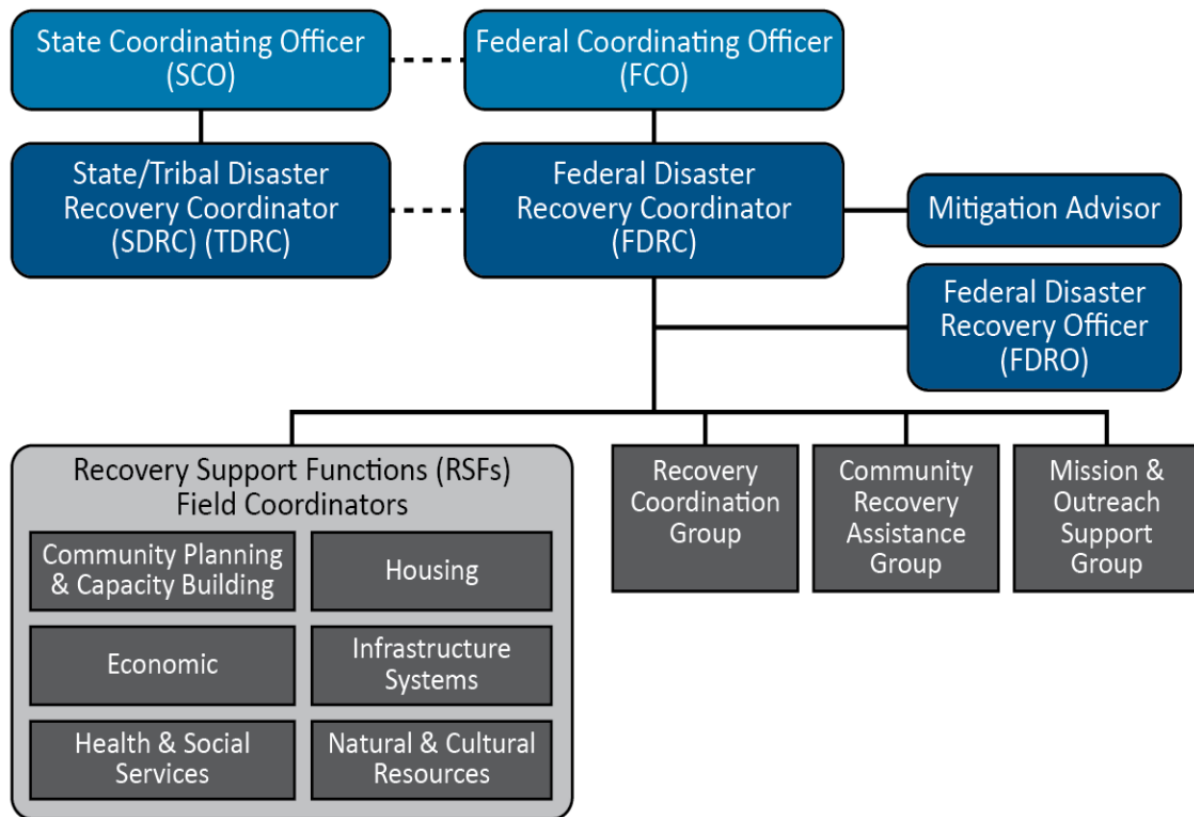 State Coordinating Officer
(SCO)
Federal Coordinating Officer
(FCO)
State/Tribal Disaster
Recovery Coordinator
(SDRC) (TDRC)
Federal Disaster
Recovery Coordinator
(FDRC)
Mitigation Advisor
Federal Disaster
Recovery Officer
(FDRO)
Recovery Support Functions (RSFs)
Field Coordinators
Community Planning
& Capacity Building
Housing
Economic
Infrastructure
Systems
Health & Social
Services
Natural & Cultural
Resources
Recovery
Coordination
Group
Community
Recovery
Assistance
Group
Mission &
Outreach
Support
Group